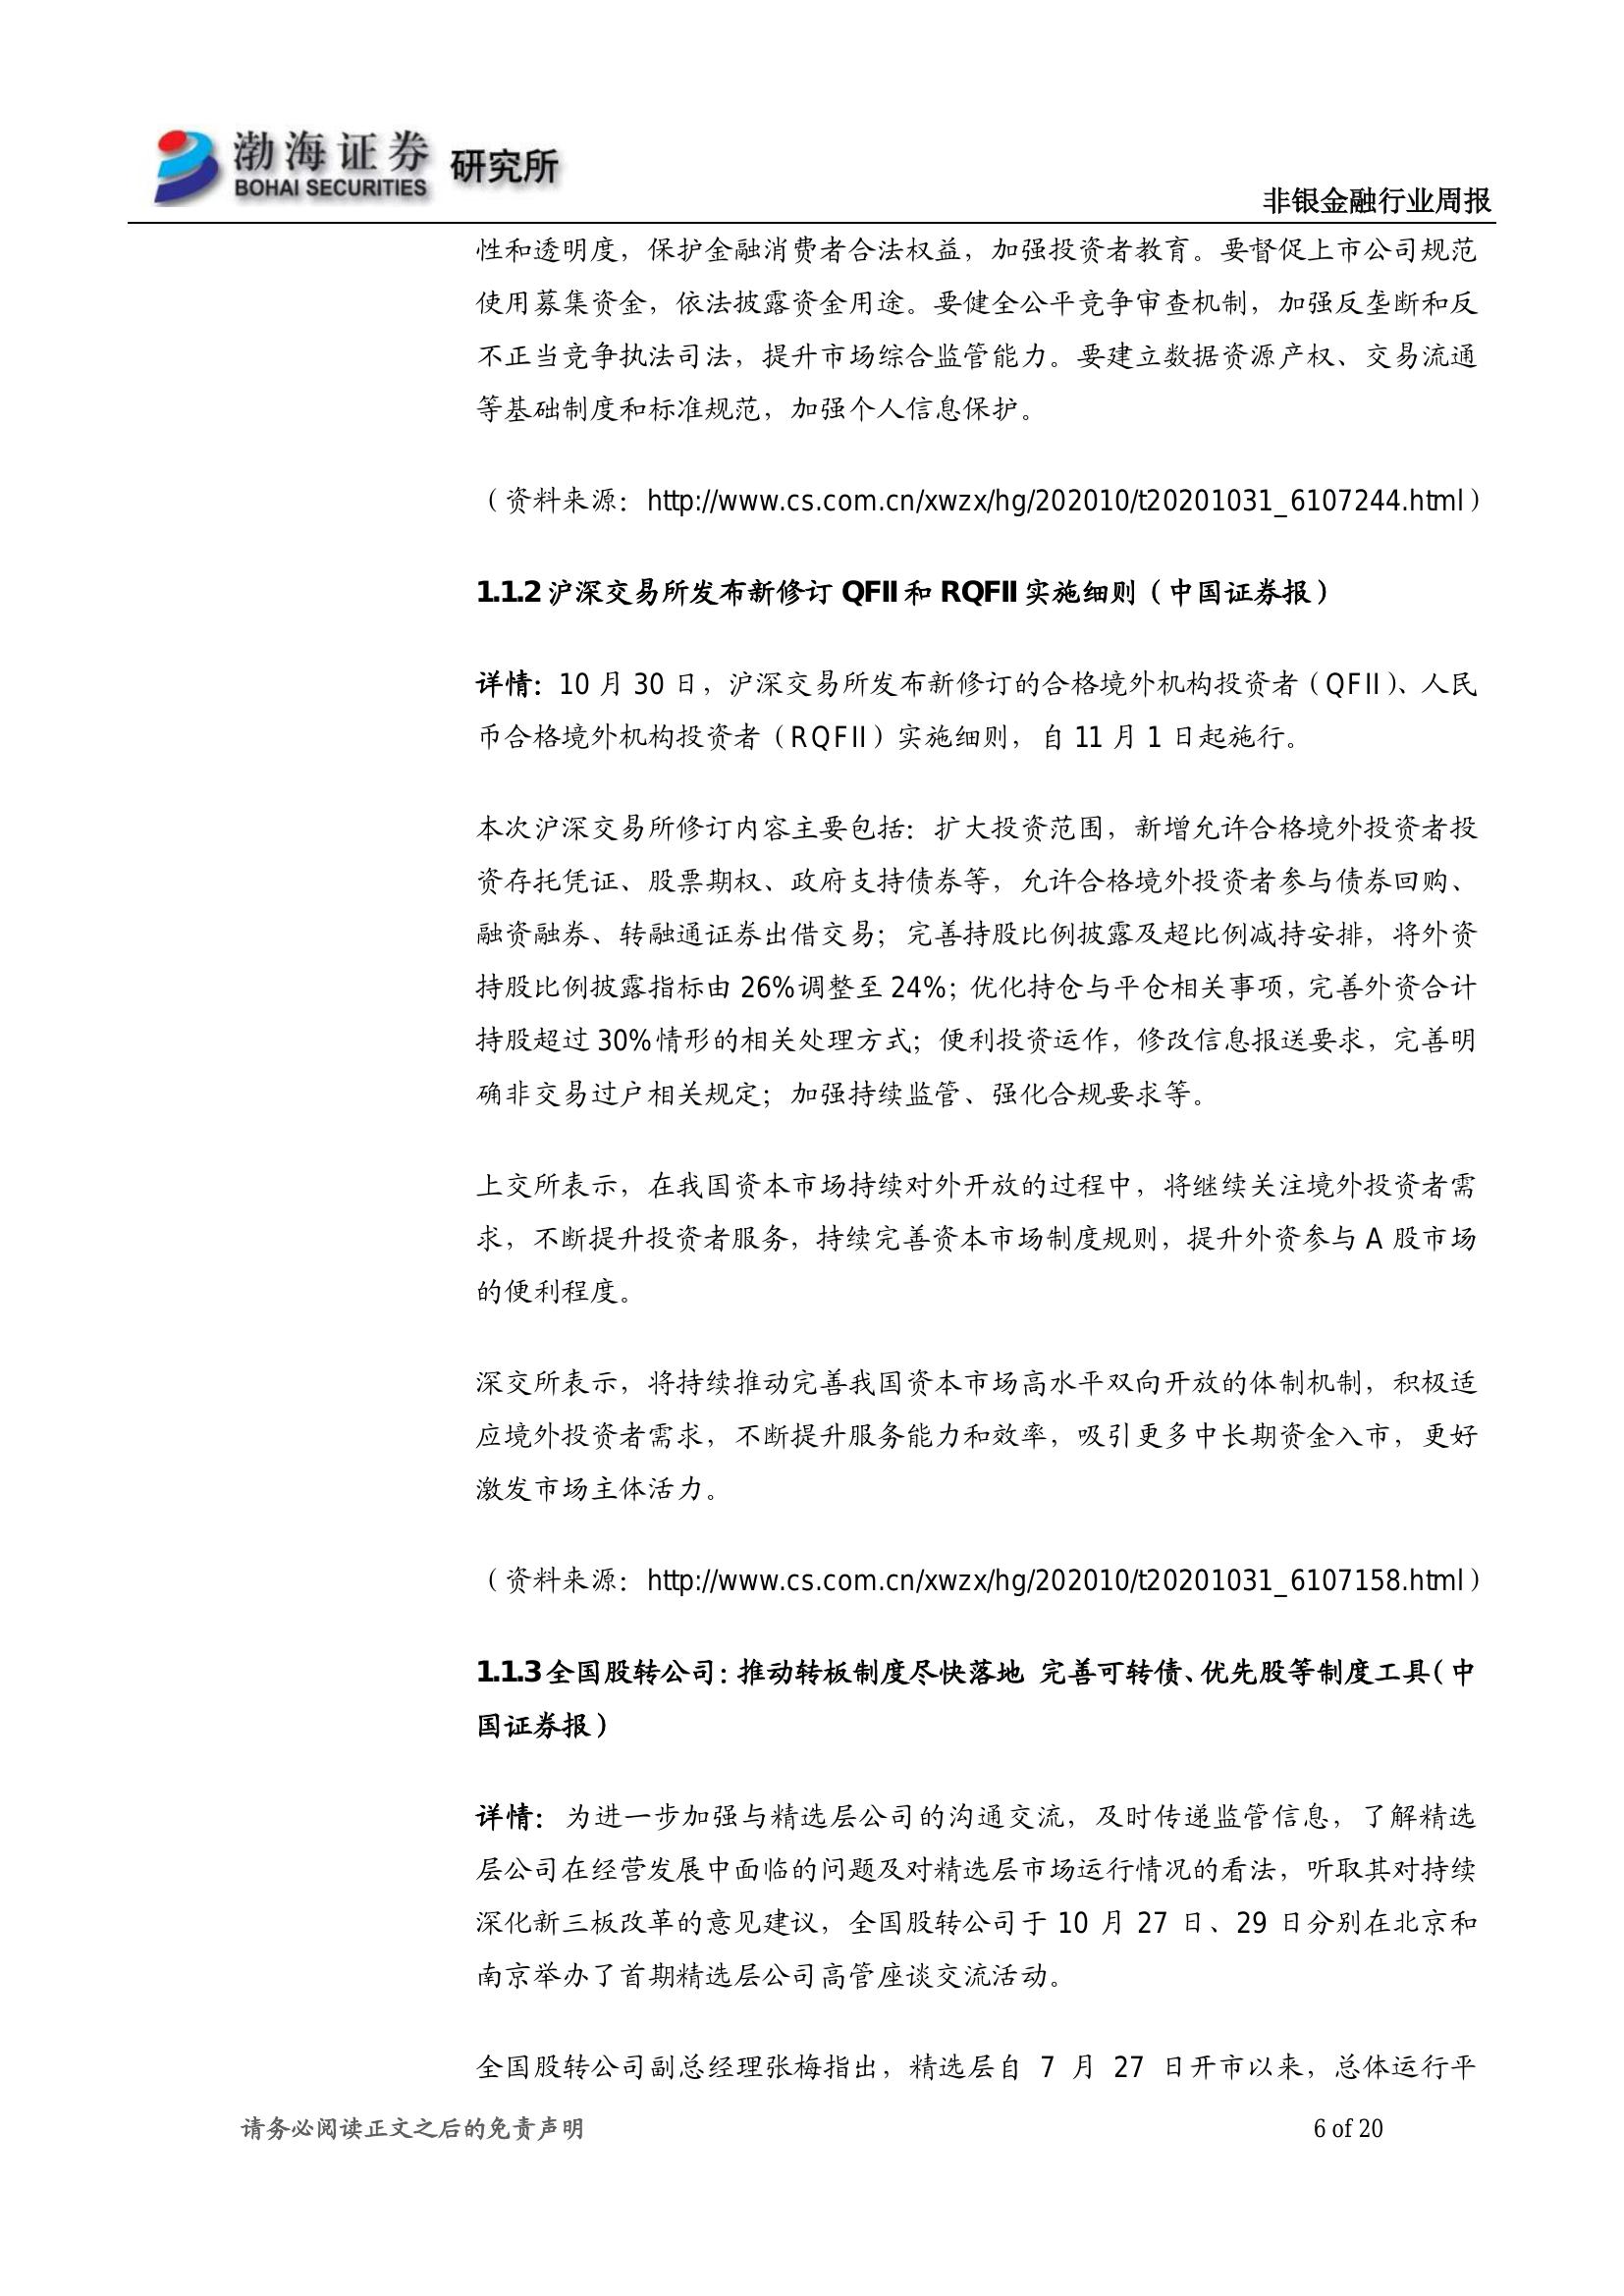 渤海证券 研究所
BOHAI SECURITIES
非银金融行业周报
性和透明度，保护金融消费者合法权益，加强投资者教育。要督促上市公司规范
使用募集资金，依法披露资金用途。要健全公平竞争审查机制，加强反垄断和反
不正当竞争执法司法，提升市场综合监管能力。要建立数据资源产权、交易流通
等基础制度和标准规范，加强个人信息保护。
（资料来源：http://www.cs.com.cn/xwzx/hg/202010/t20201031_6107244.html）
1.1.2 沪深交易所发布新修订 QFII 和 RQFII 实施细则（中国证券报）
详情：10 月 30 日，沪深交易所发布新修订的合格境外机构投资者（QFII）、人民
币合格境外机构投资者（RQFII）实施细则，自 11 月 1 日起施行。
本次沪深交易所修订内容主要包括：扩大投资范围，新增允许合格境外投资者投
资存托凭证、股票期权、政府支持债券等，允许合格境外投资者参与债券回购、
融资融券、转融通证券出借交易；完善持股比例披露及超比例减持安排，将外资
持股比例披露指标由 26%调整至 24%；优化持仓与平仓相关事项，完善外资合计
持股超过 30%情形的相关处理方式；便利投资运作，修改信息报送要求，完善明
确非交易过户相关规定；加强持续监管、强化合规要求等。
上交所表示，在我国资本市场持续对外开放的过程中，将继续关注境外投资者需
求，不断提升投资者服务，持续完善资本市场制度规则，提升外资参与 A 股市场
的便利程度。
深交所表示，将持续推动完善我国资本市场高水平双向开放的体制机制，积极适
应境外投资者需求，不断提升服务能力和效率，吸引更多中长期资金入市，更好
激发市场主体活力。
（资料来源：http://www.cs.com.cn/xwzx/hg/202010/t20201031_6107158.html）
1.1.3 全国股转公司：推动转板制度尽快落地 完善可转债、优先股等制度工具（中
国证券报）
详情：为进一步加强与精选层公司的沟通交流，及时传递监管信息，了解精选
层公司在经营发展中面临的问题及对精选层市场运行情况的看法，听取其对持续
深化新三板改革的意见建议，全国股转公司于 10 月 27 日、29 日分别在北京和
南京举办了首期精选层公司高管座谈交流活动。
全国股转公司副总经理张梅指出，精选层自 7 月 27 日开市以来，总体运行平
请务必阅读正文之后的免责声明
6 of 20